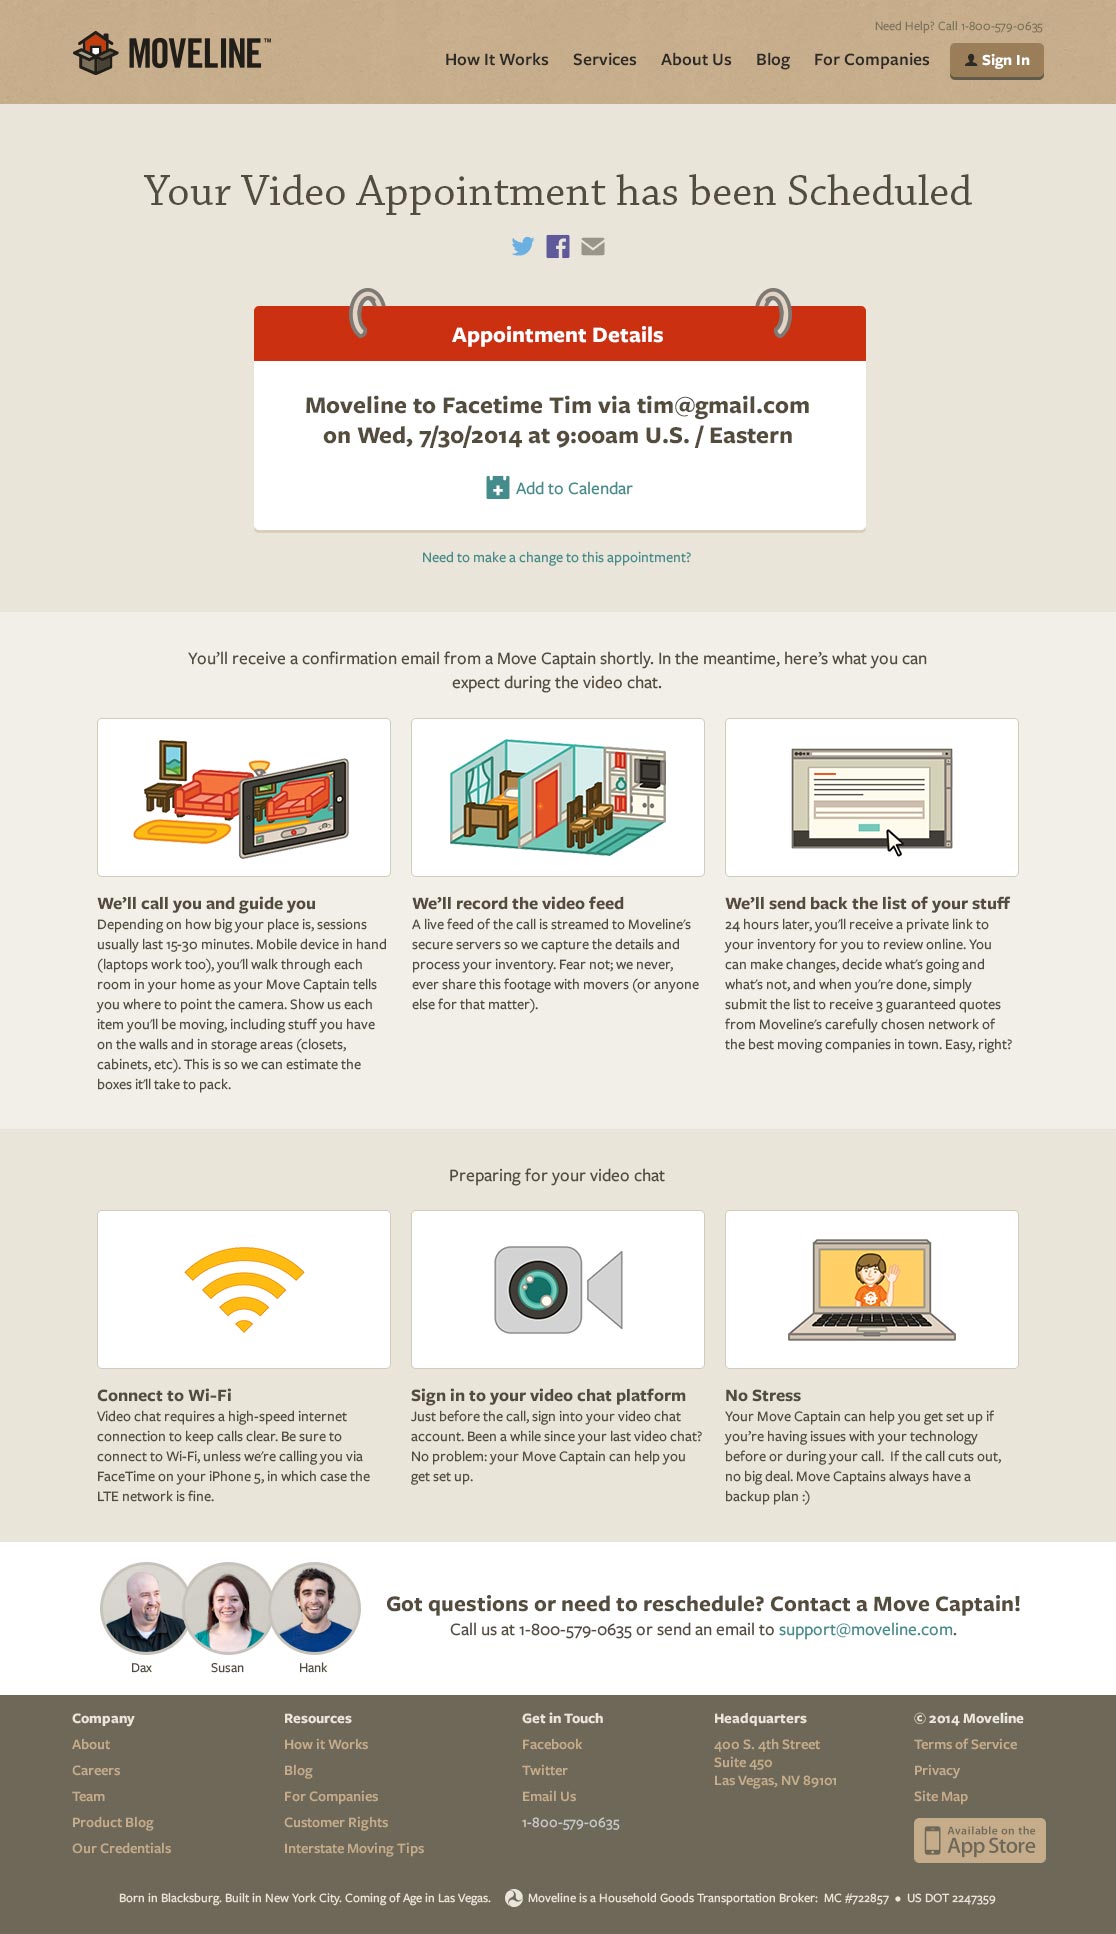 Need Help? Call 1-800-579-0635
MOVELINE™
How It Works Services About Us Blog For Companies Sign In
Your Video Appointment has been Scheduled
Appointment Details
Moveline to Facetime Tim via tim@gmail.com
on Wed, 7/30/2014 at 9:00am U.S. / Eastern
Add to Calendar
Need to make a change to this appointment?
You'll receive a confirmation email from a Move Captain shortly. In the meantime, here's what you can
expect during the video chat.
We'll call you and guide you
Depending on how big your place is, sessions
usually last 15-30 minutes. Mobile device in hand
(laptops work too), you'll walk through each
room in your home as your Move Captain tells
you where to point the camera. Show us each
item you'll be moving, including stuff you have
on the walls and in storage areas (closets,
cabinets, etc). This is so we can estimate the
boxes it'll take to pack.
We'll record the video feed
A live feed of the call is streamed to Moveline's
secure servers so we capture the details and
process your inventory. Fear not; we never,
ever share this footage with movers (or anyone
else for that matter).
We'll send back the list of your stuff
24 hours later, you'll receive a private link to
your inventory for you to review online. You
can make changes, decide what's going and
what's not, and when you're done, simply
submit the list to receive 3 guaranteed quotes
from Moveline's carefully chosen network of
the best moving companies in town. Easy, right?
Preparing for your video chat
Connect to Wi-Fi
Video chat requires a high-speed internet
connection to keep calls clear. Be sure to
connect to Wi-Fi, unless we're calling you via
FaceTime on your iPhone 5, in which case the
LTE network is fine.
Sign in to your video chat platform
Just before the call, sign into your video chat
account. Been a while since your last video chat?
No problem: your Move Captain can help you
get set up.
No Stress
Your Move Captain can help you get set up if
you're having issues with your technology
before or during your call. If the call cuts out,
no big deal. Move Captains always have a
backup plan :)
Dax Susan Hank
Got questions or need to reschedule? Contact a Move Captain!
Call us at 1-800-579-0635 or send an email to support@moveline.com.
Company
About
Careers
Team
Product Blog
Our Credentials
Resources
How it Works
Blog
For Companies
Customer Rights
Interstate Moving Tips
Get in Touch
Facebook
Twitter
Email Us
1-800-579-0635
Headquarters
400 S. 4th Street
Suite 450
Las Vegas, NV 89101
© 2014 Moveline
Terms of Service
Privacy
Site Map
Available on the
App Store
Born in Blacksburg. Built in New York City. Coming of Age in Las Vegas. Moveline is a Household Goods Transportation Broker: MC #722857 • US DOT 2247359